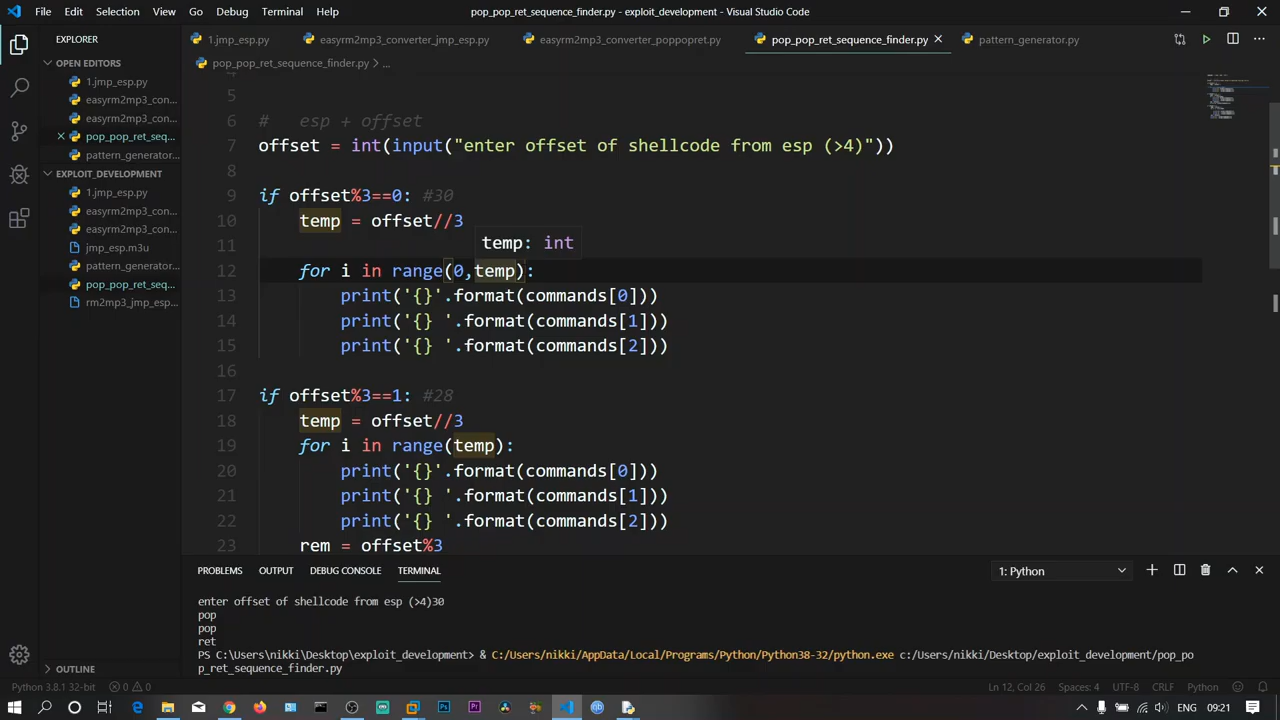 File Edit Selection View Go Debug Terminal Help
pop_pop_ret_sequence_finder.py - exploit_development - Visual Studio Code
EXPLORER
1.jmp_esp.py
easyrm2mp3_converter_jmp_esp.py
easyrm2mp3_converter_poppopret.py
pop_pop_ret_sequence_finder.py
pattern_generator.py
OPEN EDITORS
1.jmp_esp.py
easyrm2mp3_con...
easyrm2mp3_con...
pop_pop_ret_seq...
pattern_generator...
EXPLOIT_DEVELOPMENT
1.jmp_esp.py
easyrm2mp3_con...
easyrm2mp3_con...
jmp_esp.m3u
pattern_generator...
pop_pop_ret_seq...
rm2mp3_jmp_esp...
OUTLINE
pop_pop_ret_sequence_finder.py > ...
5
6 #   esp + offset
7 offset = int(input("enter offset of shellcode from esp (>4)"))
8
9 if offset%3==0: #30
10 temp = offset//3
11
temp: int
12 for i in range(0,temp):
13 print('{}'.format(commands[0]))
14 print('{} '.format(commands[1]))
15 print('{} '.format(commands[2]))
16
17 if offset%3==1: #28
18 temp = offset//3
19 for i in range(temp):
20 print('{}'.format(commands[0]))
21 print('{} '.format(commands[1]))
22 print('{} '.format(commands[2]))
23 rem = offset%3
PROBLEMS OUTPUT DEBUG CONSOLE TERMINAL
1: Python
enter offset of shellcode from esp (>4)30
pop
pop
ret
PS C:\Users\nikki\Desktop\exploit_development> & C:/Users/nikki/AppData/Local/Programs/Python/Python38-32/python.exe c:/Users/nikki/Desktop/exploit_development/pop_po
p_ret_sequence_finder.py
Python 3.8.1 32-bit 0 0
Ln 12, Col 26 Spaces: 4 UTF-8 CRLF Python
ENG 09:21